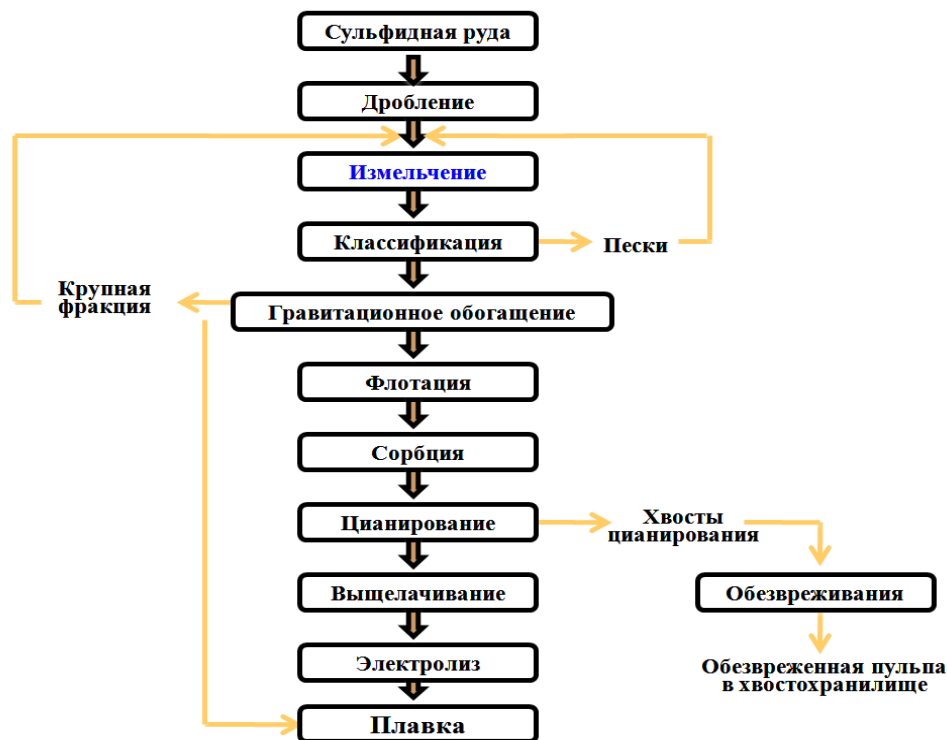 Сульфидная руда
Дробление
Измельчение
Классификация
Пески
Крупная
фракция
Гравитационное обогащение
Флотация
Сорбция
Цианирование
Хвосты
цианирования
Выщелачивание
Обезвреживания
Электролиз
Обезвреженная пульпа
в хвостохранилище
Плавка